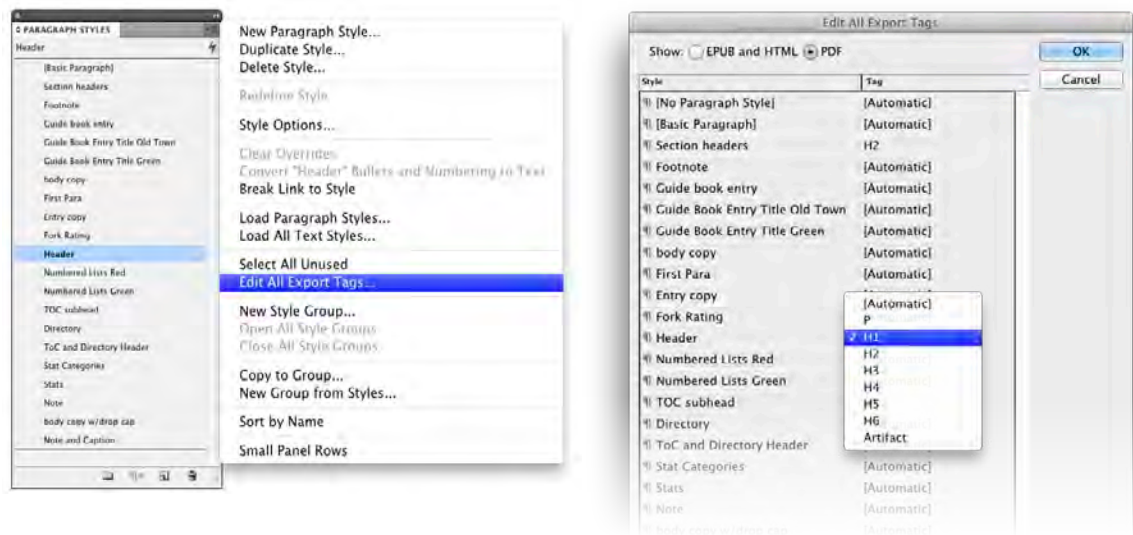 PARAGRAPH STYLES
Header
[Basic Paragraph]
Section headers
Footnote
Guide book entry
Guide Book Entry Title Old Town
Guide Book Entry Title Green
body copy
First Para
Entry copy
Fork Rating
Header
Numbered Lists Red
Numbered Lists Green
TOC subhead
Directory
ToC and Directory Header
Stat Categories
Stats
Note
body copy w/drop cap
Note and Caption
New Paragraph Style...
Duplicate Style...
Delete Style...
Redefine Style
Style Options...
Clear Overrides
Convert "Header" Bullets and Numbering to Text
Break Link to Style
Load Paragraph Styles...
Load All Text Styles...
Select All Unused
Edit All Export Tags...
New Style Group...
Open All Style Groups
Close All Style Groups
Copy to Group...
New Group from Styles...
Sort by Name
Small Panel Rows
Edit All Export Tags
Show: EPUB and HTML PDF
OK
Cancel
Style Tag
[No Paragraph Style] [Automatic]
[Basic Paragraph] [Automatic]
Section headers H2
Footnote [Automatic]
Guide book entry [Automatic]
Guide Book Entry Title Old Town [Automatic]
Guide Book Entry Title Green [Automatic]
body copy [Automatic]
First Para [Automatic]
Entry copy
Fork Rating
Header
Numbered Lists Red
Numbered Lists Green
TOC subhead
Directory
ToC and Directory Header
Stat Categories [Automatic]
Stats [Automatic]
Note [Automatic]
body copy w/drop cap [Automatic]
[Automatic]
P
H1
H2
H3
H4
H5
H6
Artifact